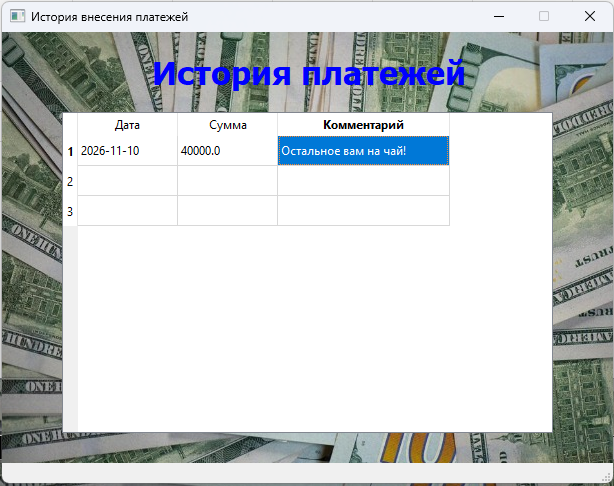 История внесения платежей
История платежей
Дата Сумма Комментарий
1 2026-11-10 40000.0 Остальное вам на чай!
2
3